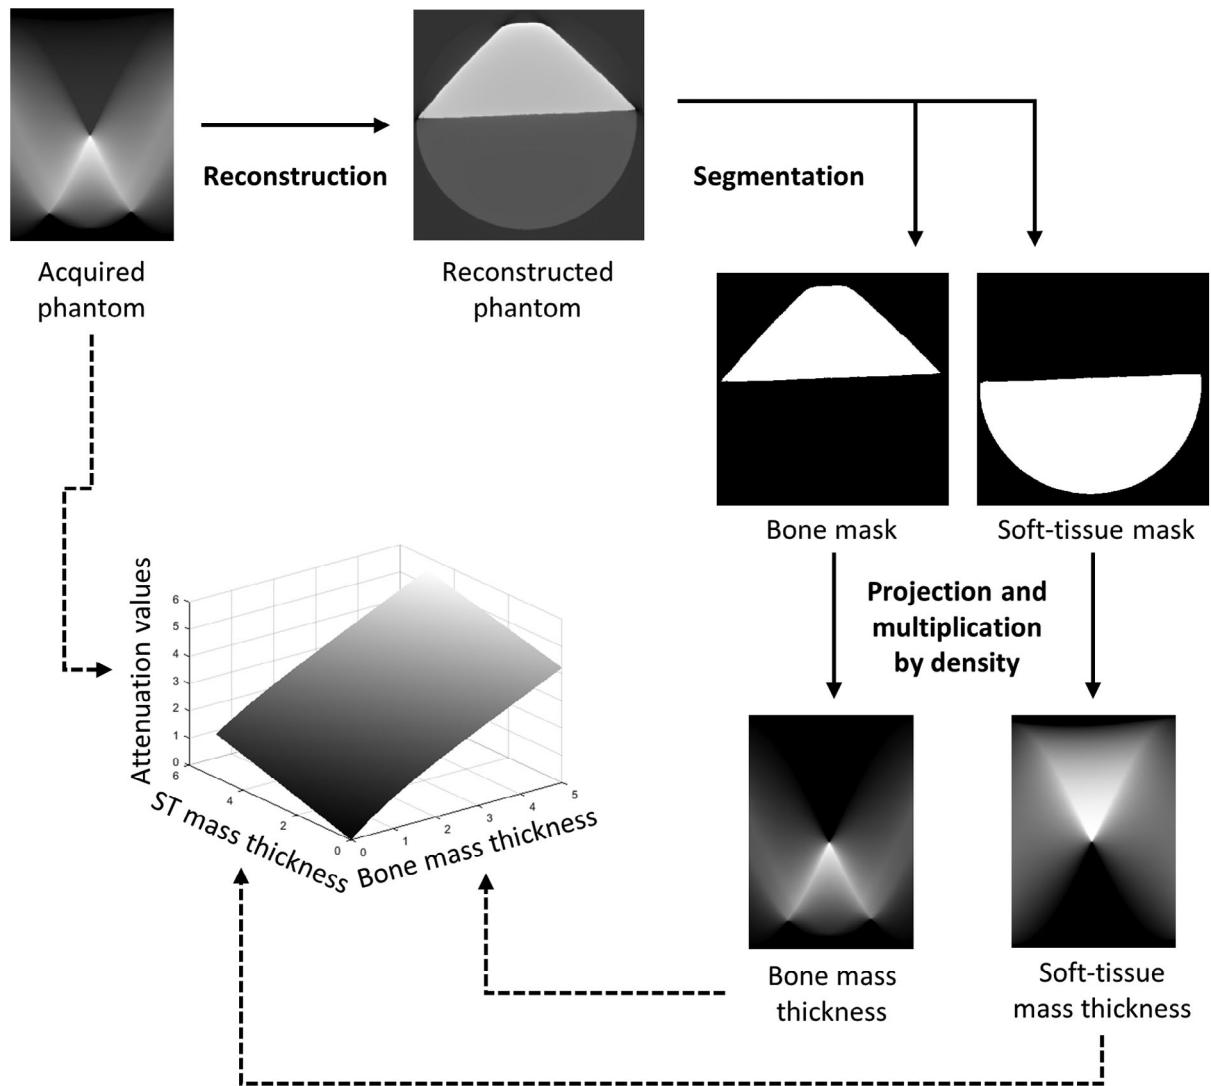 Reconstruction
Segmentation
Acquired
phantom
Reconstructed
phantom
Bone mask
Soft-tissue mask
Projection and
multiplication
by density
Attenuation values
6
5
4
3
2
1
0
6
4
2
0
ST mass thickness
0
1
2
3
4
5
Bone mass thickness
Bone mass
thickness
Soft-tissue
mass thickness